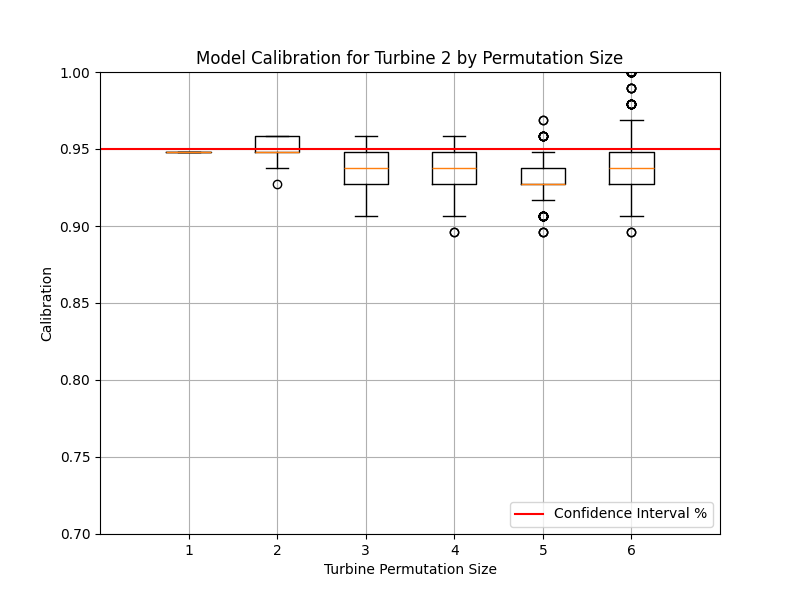 Model Calibration for Turbine 2 by Permutation Size
1.00
0.95
0.90
0.85
0.80
0.75
0.70
Calibration
Confidence Interval %
1 2 3 4 5 6
Turbine Permutation Size